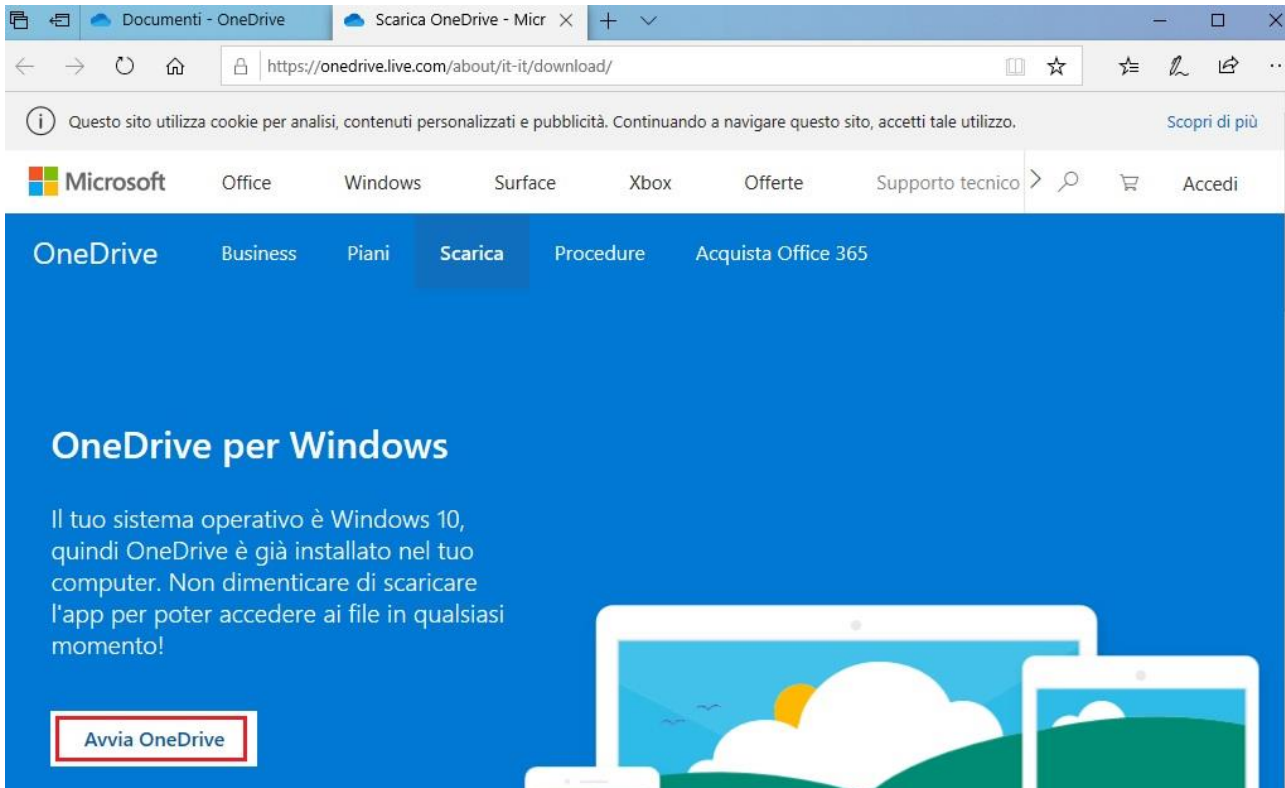 Documenti - OneDrive
Scarica OneDrive - Micr
https://onedrive.live.com/about/it-it/download/
Questo sito utilizza cookie per analisi, contenuti personalizzati e pubblicità. Continuando a navigare questo sito, accetti tale utilizzo.
Scopri di più
Microsoft
Office
Windows
Surface
Xbox
Offerte
Supporto tecnico
Accedi
OneDrive
Business
Piani
Scarica
Procedure
Acquista Office 365
OneDrive per Windows
Il tuo sistema operativo è Windows 10,
quindi OneDrive è già installato nel tuo
computer. Non dimenticare di scaricare
l'app per poter accedere ai file in qualsiasi
momento!
Avvia OneDrive